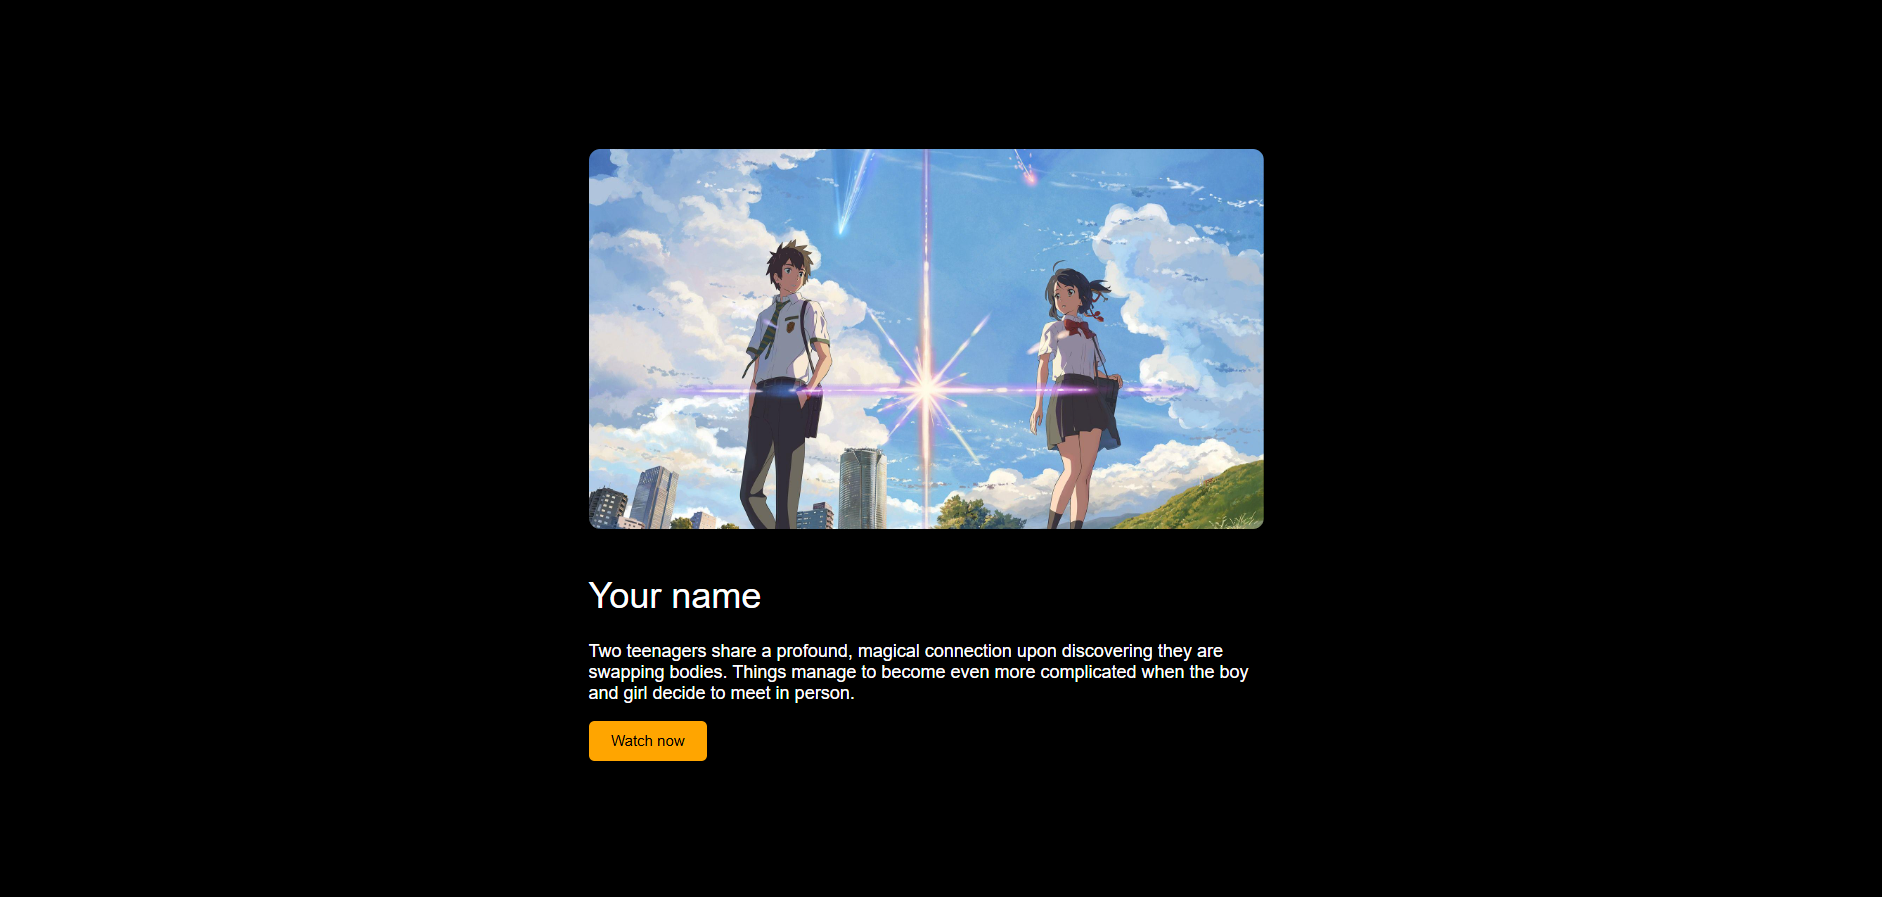 Your name
Two teenagers share a profound, magical connection upon discovering they are
swapping bodies. Things manage to become even more complicated when the boy
and girl decide to meet in person.
Watch now